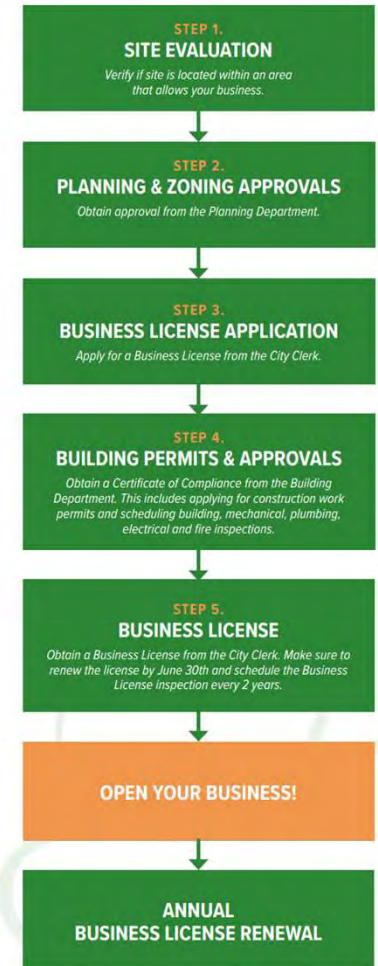 STEP 1.
SITE EVALUATION
Verify if site is located within an area
that allows your business.
STEP 2.
PLANNING & ZONING APPROVALS
Obtain approval from the Planning Department.
STEP 3.
BUSINESS LICENSE APPLICATION
Apply for a Business License from the City Clerk.
STEP 4.
BUILDING PERMITS & APPROVALS
Obtain a Certificate of Compliance from the Building
Department. This includes applying for construction work
permits and scheduling building, mechanical, plumbing,
electrical and fire inspections.
STEP 5.
BUSINESS LICENSE
Obtain a Business License from the City Clerk. Make sure to
renew the license by June 30th and schedule the Business
License inspection every 2 years.
OPEN YOUR BUSINESS!
ANNUAL
BUSINESS LICENSE RENEWAL